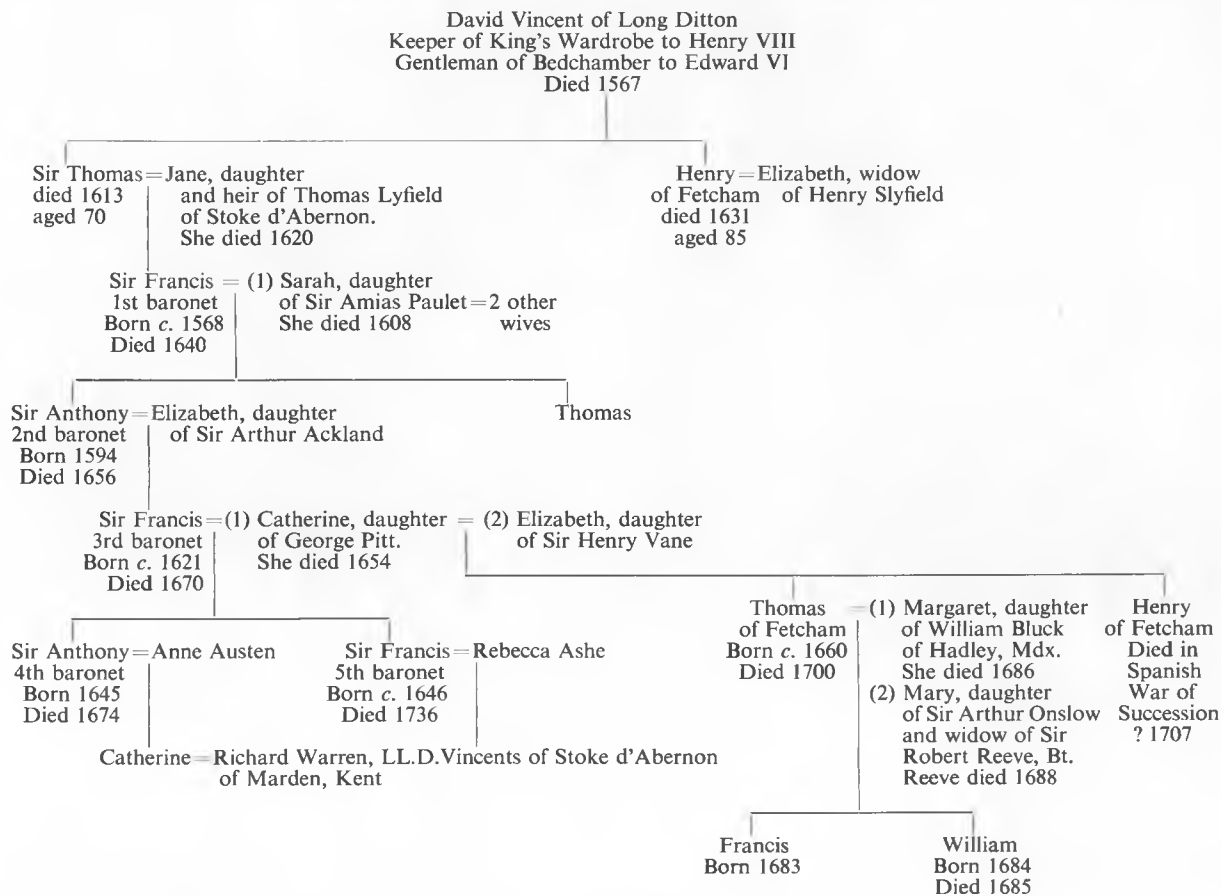 David Vincent of Long Ditton
Keeper of King's Wardrobe to Henry VIII
Gentleman of Bedchamber to Edward VI
Died 1567
Sir Thomas=Jane, daughter
died 1613 and heir of Thomas Lyfield
aged 70 of Stoke d'Abernon.
She died 1620
Henry=Elizabeth, widow
of Fetcham of Henry Slyfield
died 1631
aged 85
Sir Francis = (1) Sarah, daughter
1st baronet of Sir Amias Paulet=2 other
Born c. 1568 She died 1608 wives
Died 1640
Sir Anthony=Elizabeth, daughter
2nd baronet of Sir Arthur Ackland
Born 1594
Died 1656
Thomas
Sir Francis=(1) Catherine, daughter = (2) Elizabeth, daughter
3rd baronet of George Pitt. of Sir Henry Vane
Born c. 1621 She died 1654
Died 1670
Sir Anthony=Anne Austen
4th baronet
Born 1645
Died 1674
Sir Francis=Rebecca Ashe
5th baronet
Born c. 1646
Died 1736
Thomas =(1) Margaret, daughter
of Fetcham of William Bluck
Born c. 1660 of Hadley, Mdx.
Died 1700 She died 1686
(2) Mary, daughter
of Sir Arthur Onslow
and widow of Sir
Robert Reeve, Bt.
Reeve died 1688
Henry
of Fetcham
Died in
Spanish
War of
Succession
? 1707
Catherine=Richard Warren, LL.D.
of Marden, Kent
Vincents of Stoke d'Abernon
Francis
Born 1683
William
Born 1684
Died 1685